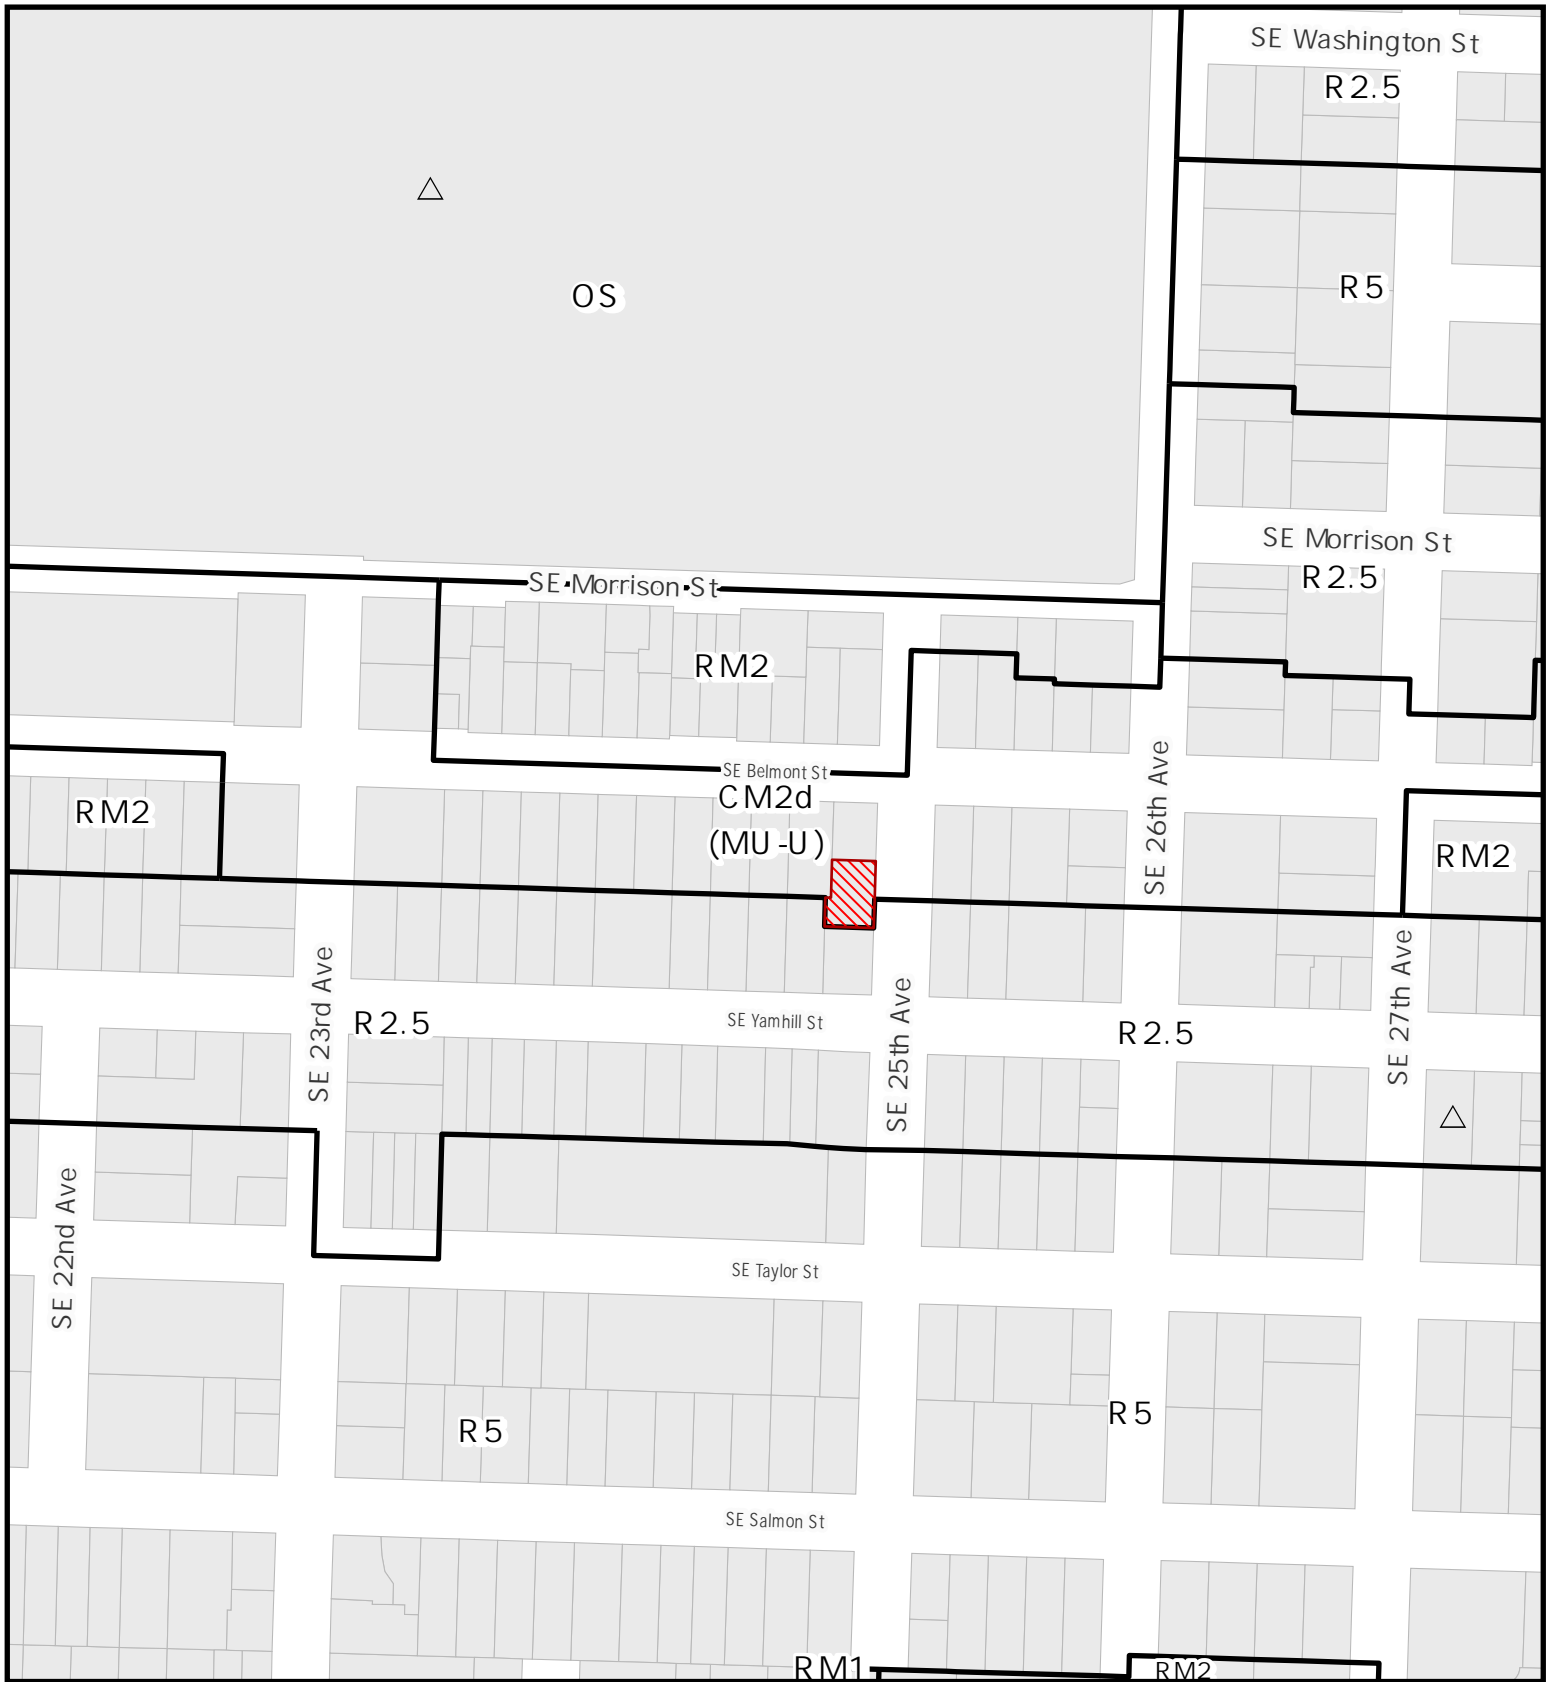 SE Washington St
R2.5
R5
OS
SE Morrison St
SE Morrison St
R2.5
RM2
SE Belmont St
CM2d
(MU-U)
RM2
SE 26th Ave
RM2
SE 23rd Ave
R2.5
SE Yamhill St
SE 25th Ave
R2.5
SE 27th Ave
SE 22nd Ave
SE Taylor St
R5
R5
SE Salmon St
RM1
RM2